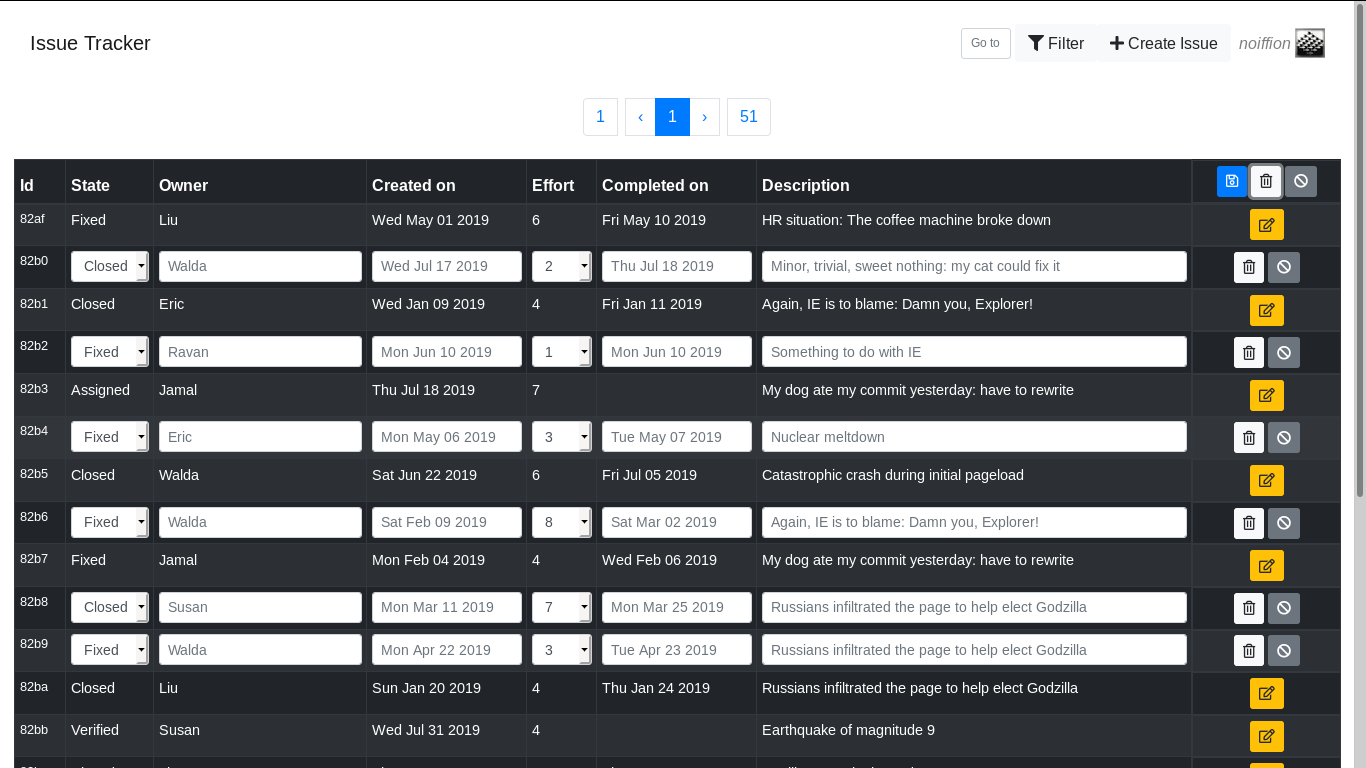 Issue Tracker Go to Filter Create Issue noiffion
1 ‹ 1 › 51
Id State Owner Created on Effort Completed on Description
82af Fixed Liu Wed May 01 2019 6 Fri May 10 2019 HR situation: The coffee machine broke down
82b0 Closed Walda Wed Jul 17 2019 2 Thu Jul 18 2019 Minor, trivial, sweet nothing: my cat could fix it
82b1 Closed Eric Wed Jan 09 2019 4 Fri Jan 11 2019 Again, IE is to blame: Damn you, Explorer!
82b2 Fixed Ravan Mon Jun 10 2019 1 Mon Jun 10 2019 Something to do with IE
82b3 Assigned Jamal Thu Jul 18 2019 7 My dog ate my commit yesterday: have to rewrite
82b4 Fixed Eric Mon May 06 2019 3 Tue May 07 2019 Nuclear meltdown
82b5 Closed Walda Sat Jun 22 2019 6 Fri Jul 05 2019 Catastrophic crash during initial pageload
82b6 Fixed Walda Sat Feb 09 2019 8 Sat Mar 02 2019 Again, IE is to blame: Damn you, Explorer!
82b7 Fixed Jamal Mon Feb 04 2019 4 Wed Feb 06 2019 My dog ate my commit yesterday: have to rewrite
82b8 Closed Susan Mon Mar 11 2019 7 Mon Mar 25 2019 Russians infiltrated the page to help elect Godzilla
82b9 Fixed Walda Mon Apr 22 2019 3 Tue Apr 23 2019 Russians infiltrated the page to help elect Godzilla
82ba Closed Liu Sun Jan 20 2019 4 Thu Jan 24 2019 Russians infiltrated the page to help elect Godzilla
82bb Verified Susan Wed Jul 31 2019 4 Earthquake of magnitude 9